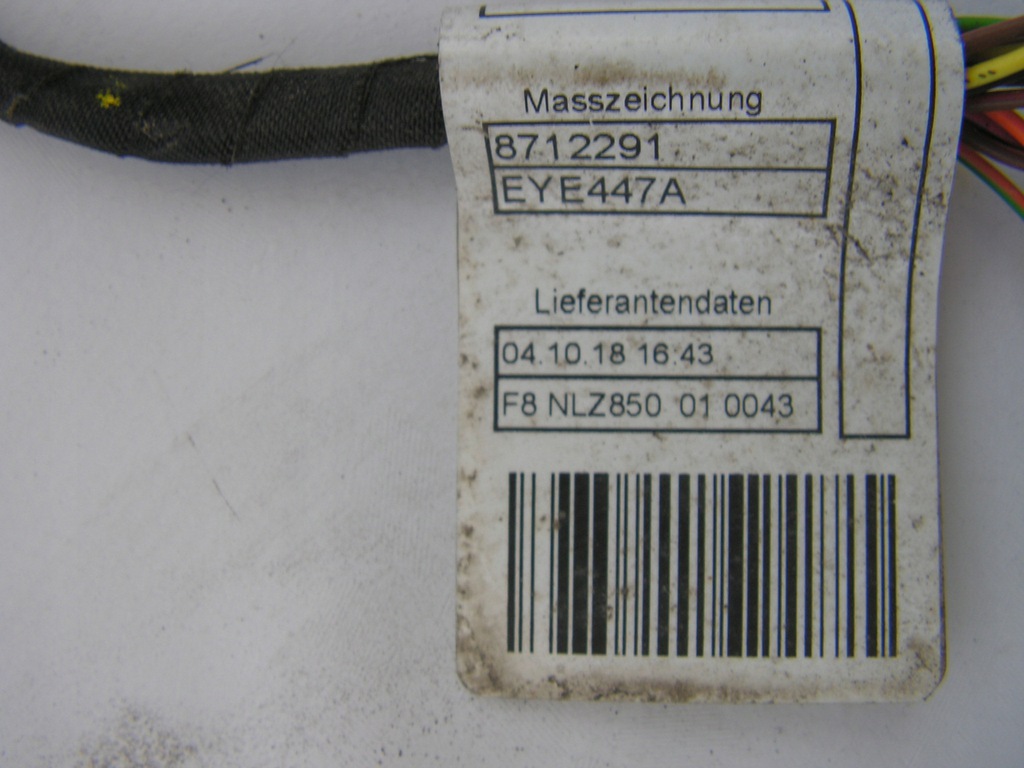 Masszeichnung
8712291
EYE447A
Lieferantendaten
04.10.18 16:43
F8 NLZ850 01 0043